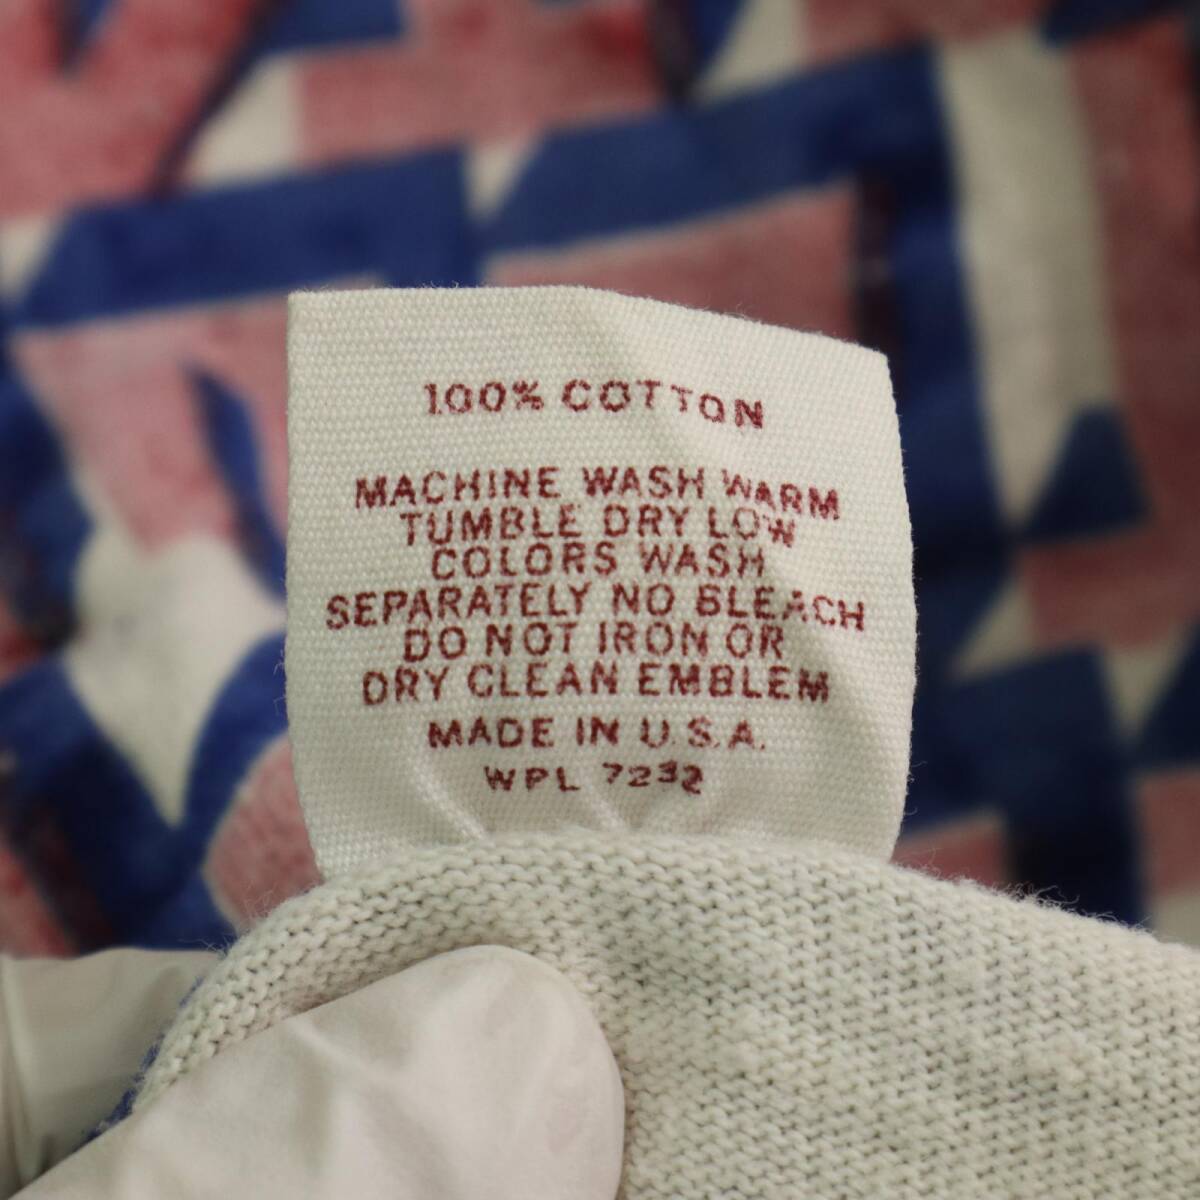 100% COTTON
MACHINE WASH WARM
TUMBLE DRY LOW
COLORS WASH
SEPARATELY NO BLEACH
DO NOT IRON OR
DRY CLEAN EMBLEM
MADE IN U.S.A.
WPL 7232